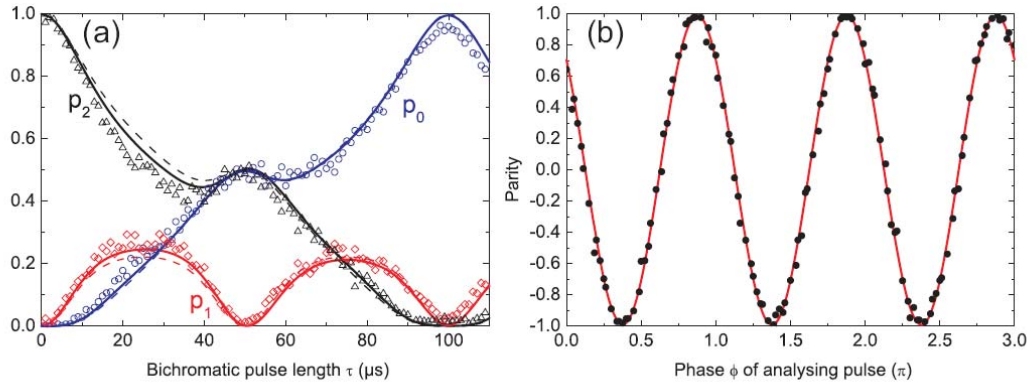 (a)
1.0
0.8
0.6
0.4
0.2
0.0
p2
p0
p1
0 20 40 60 80 100
Bichromatic pulse length τ (μs)
(b)
Parity
1.0
0.8
0.6
0.4
0.2
0.0
-0.2
-0.4
-0.6
-0.8
-1.0
0.0 0.5 1.0 1.5 2.0 2.5 3.0
Phase ϕ of analysing pulse (π)